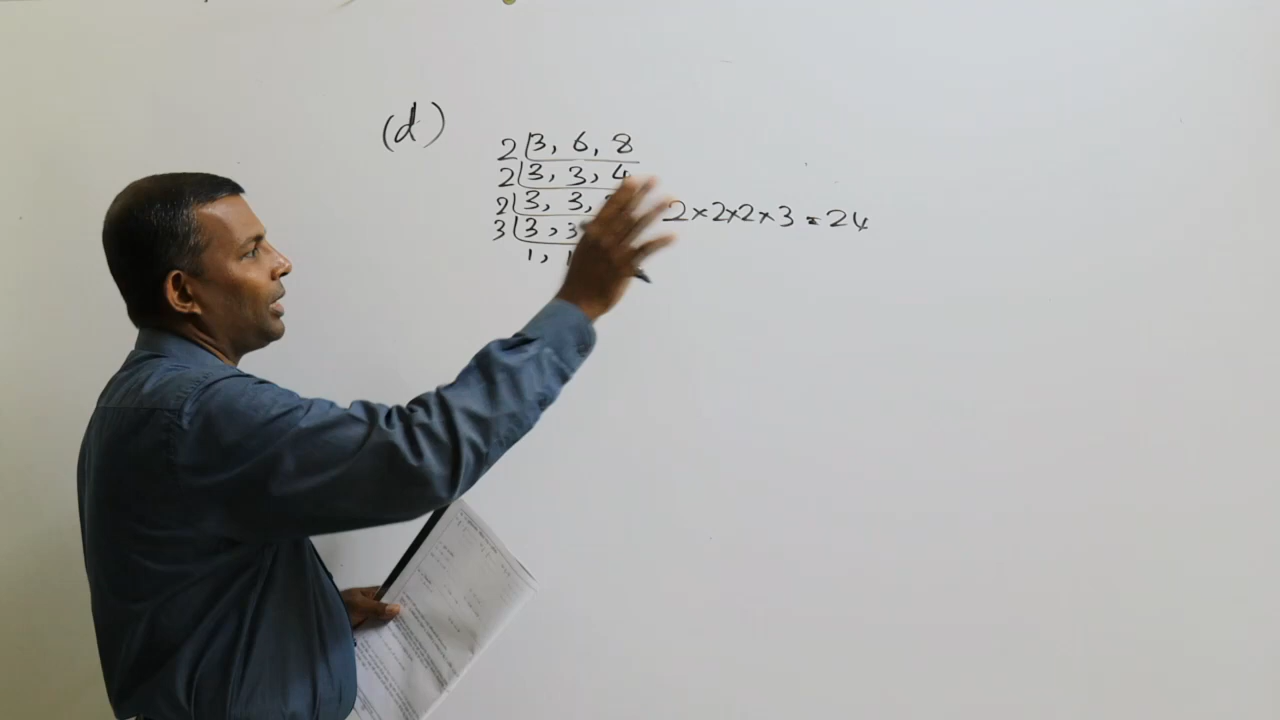 (d)
2 3, 6, 8
2 3, 3, 4
2 3, 3,
3 3, 3
1, 1
2×2×2×3 = 24